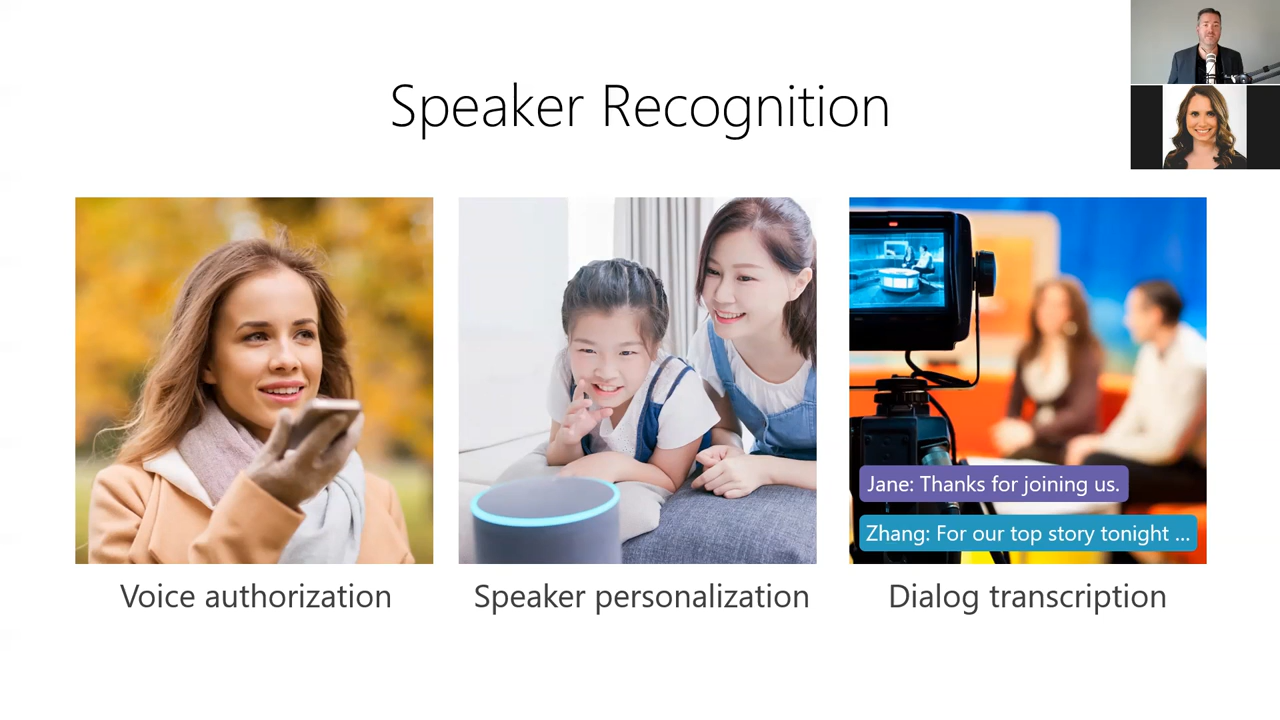 Speaker Recognition
Jane: Thanks for joining us.
Zhang: For our top story tonight ...
Voice authorization
Speaker personalization
Dialog transcription